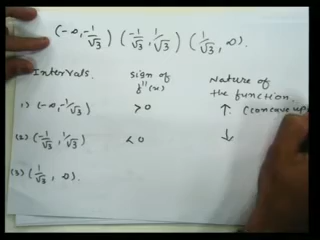 (-∞, -1/√3) (-1/√3, 1/√3) (1/√3, ∞)
Intervals. Sign of f''(x) Nature of the function.
1) (-∞, -1/√3) >0 ↑ (concave up)
(2) (-1/√3, 1/√3) <0 ↓
(3) (1/√3, ∞).